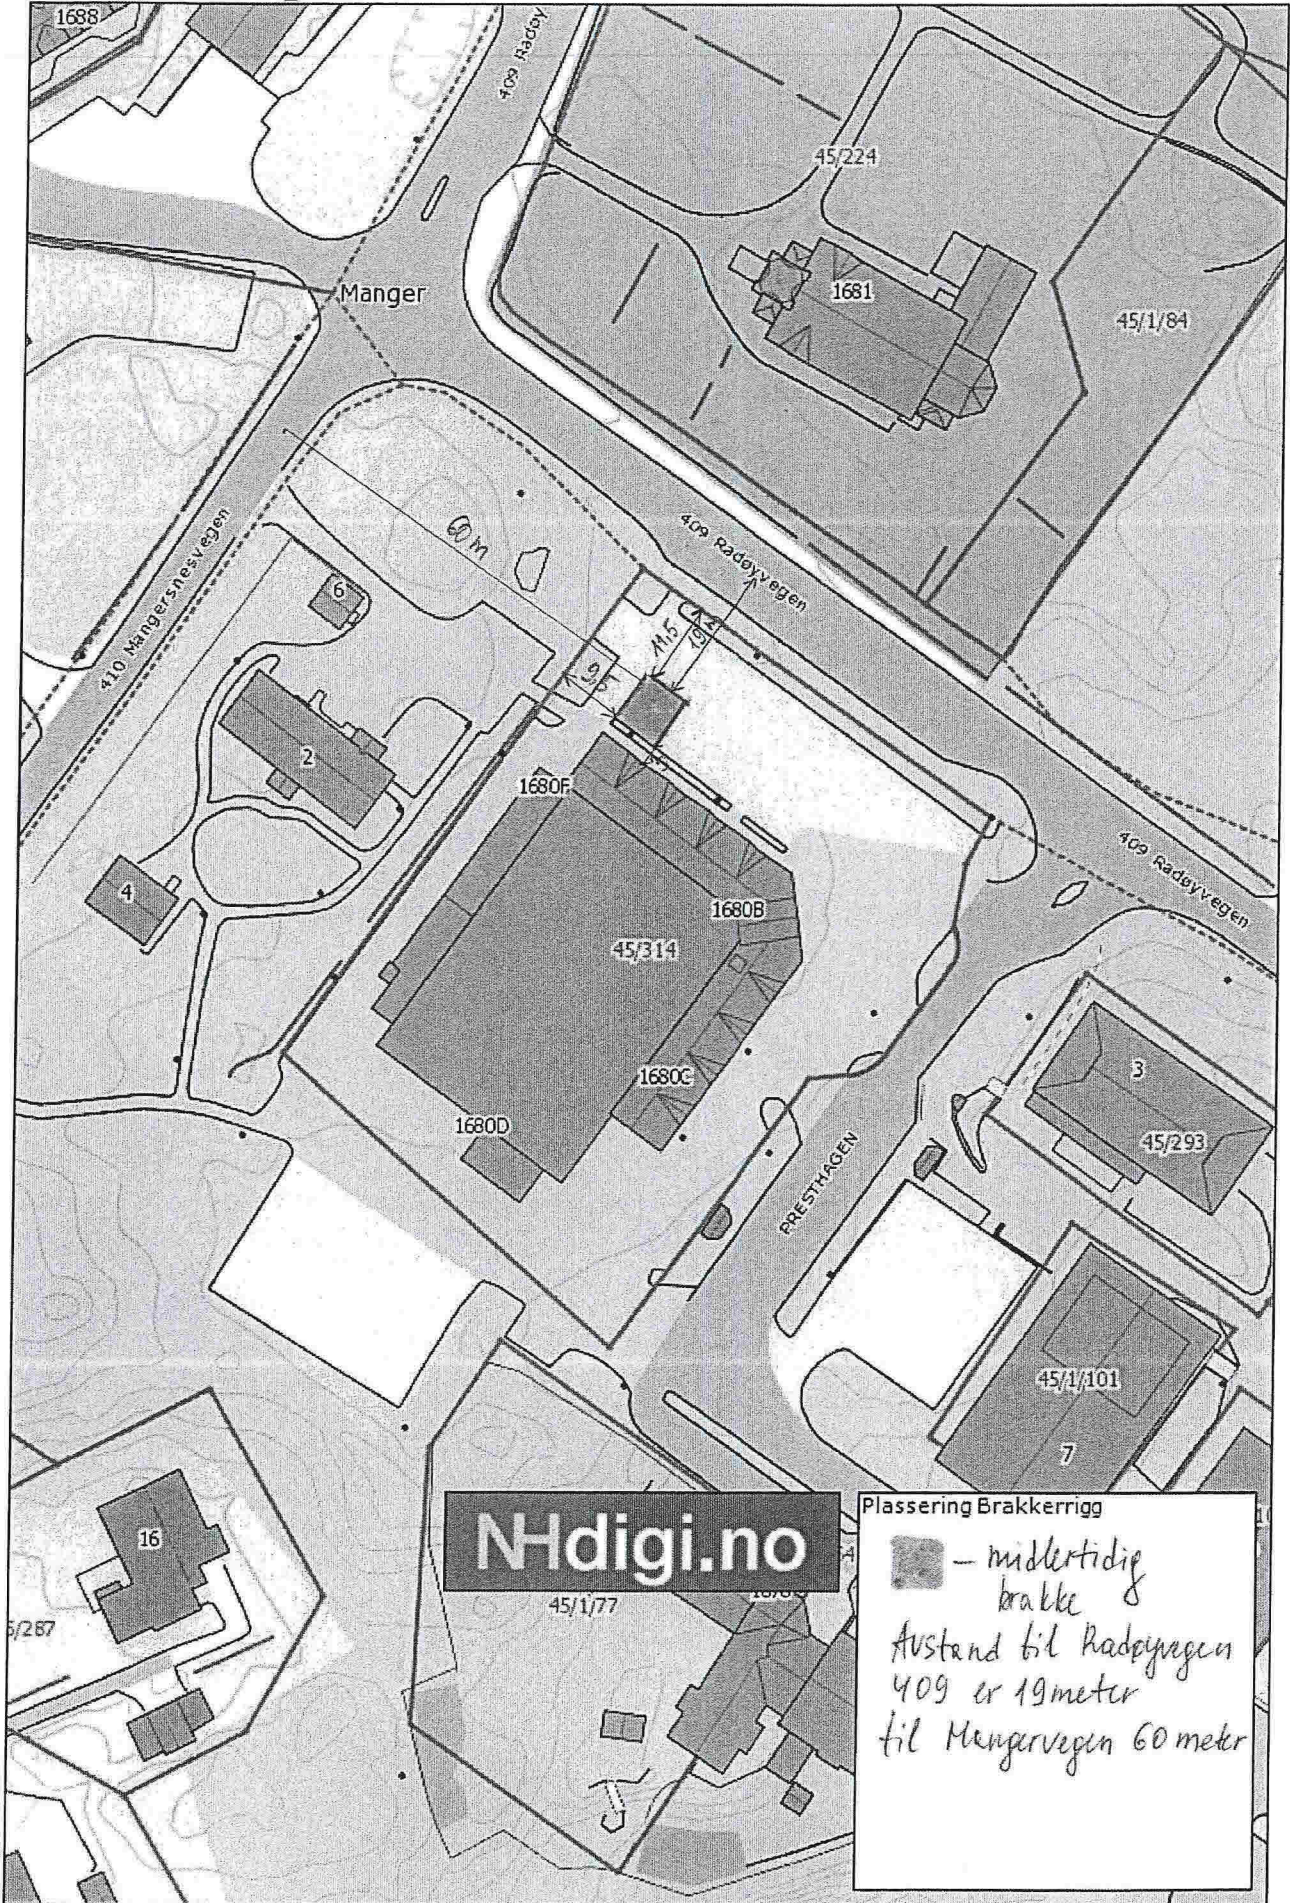 1688
409 Radøy
45/224
Manger
1681
45/1/84
60 m
409 Radøyvegen
410 Mangersnesvegen
6
11.5
2
1680F
4
1680B
45/314
409 Radøyvegen
1680C
1680D
3
45/293
PRESTHAGEN
45/1/101
7
16
45/1/77
NHdigi.no
Plassering Brakkerrigg
– midlertidig
brakke
Avstand til Radøyvegen
409 er 19 meter
til Mangervegen 60 meter